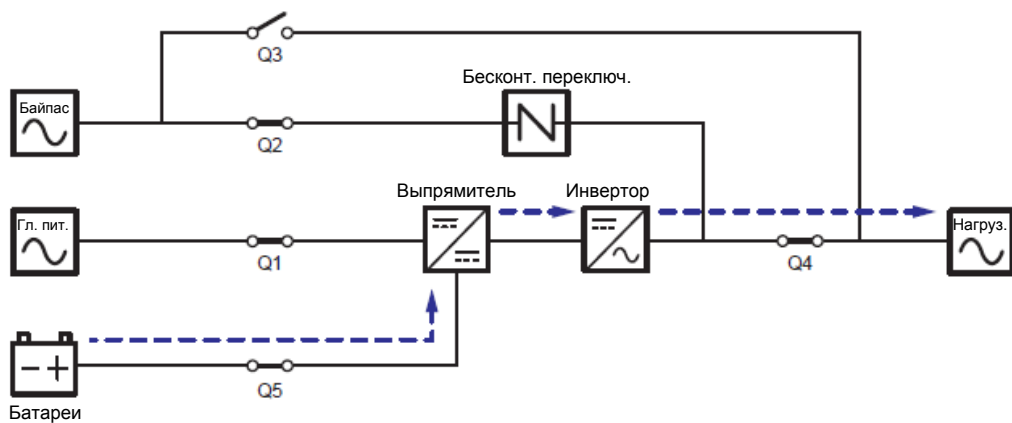 Q3
Бесконт. переключ.
Байпас
Q2
Выпрямитель
Инвертор
Гл. пит.
Нагруз.
Q1
Q4
Q5
Батареи